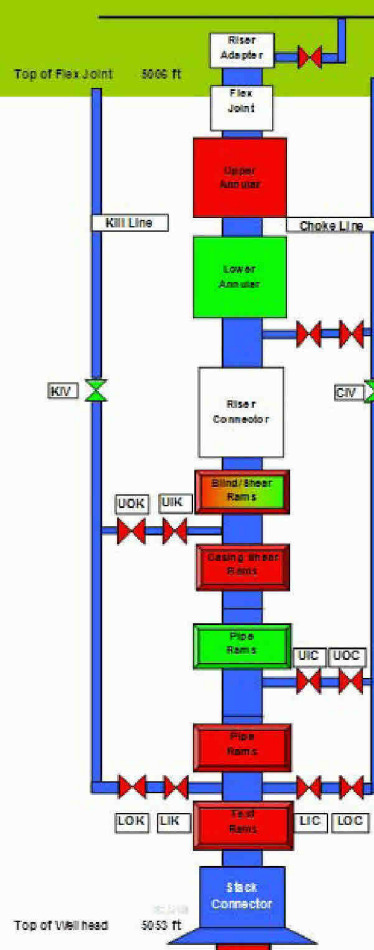 Riser
Adapter
Top of Flex Joint 5006 ft
Flex
Joint
Upper
Annular
Kill Line
Choke Line
Lower
Annular
KIV
CIV
Riser
Connector
Blind/Shear
Rams
UOK UIK
Casing Shear
Rams
Pipe
Rams
UIC UOC
Pipe
Rams
LOK LIK
Test
Rams
LIC LOC
Stack
Connector
Top of Wellhead 5053 ft